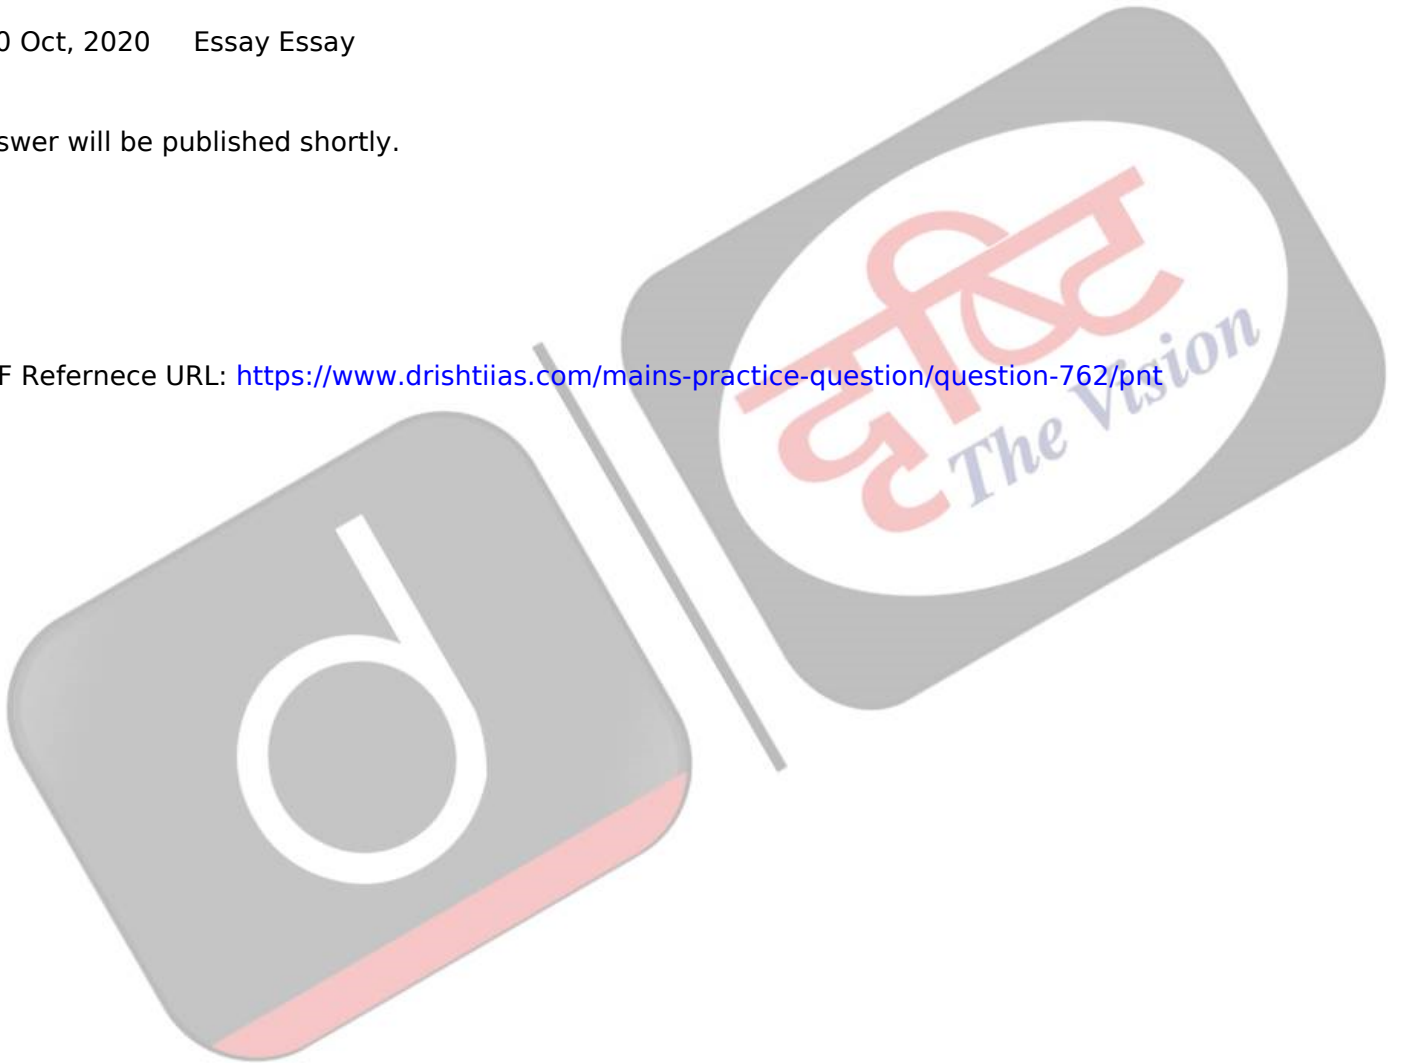 0 Oct, 2020 Essay Essay
swer will be published shortly.
F Refernece URL: https://www.drishtiias.com/mains-practice-question/question-762/pnt
दृष्टि
The Vision
d